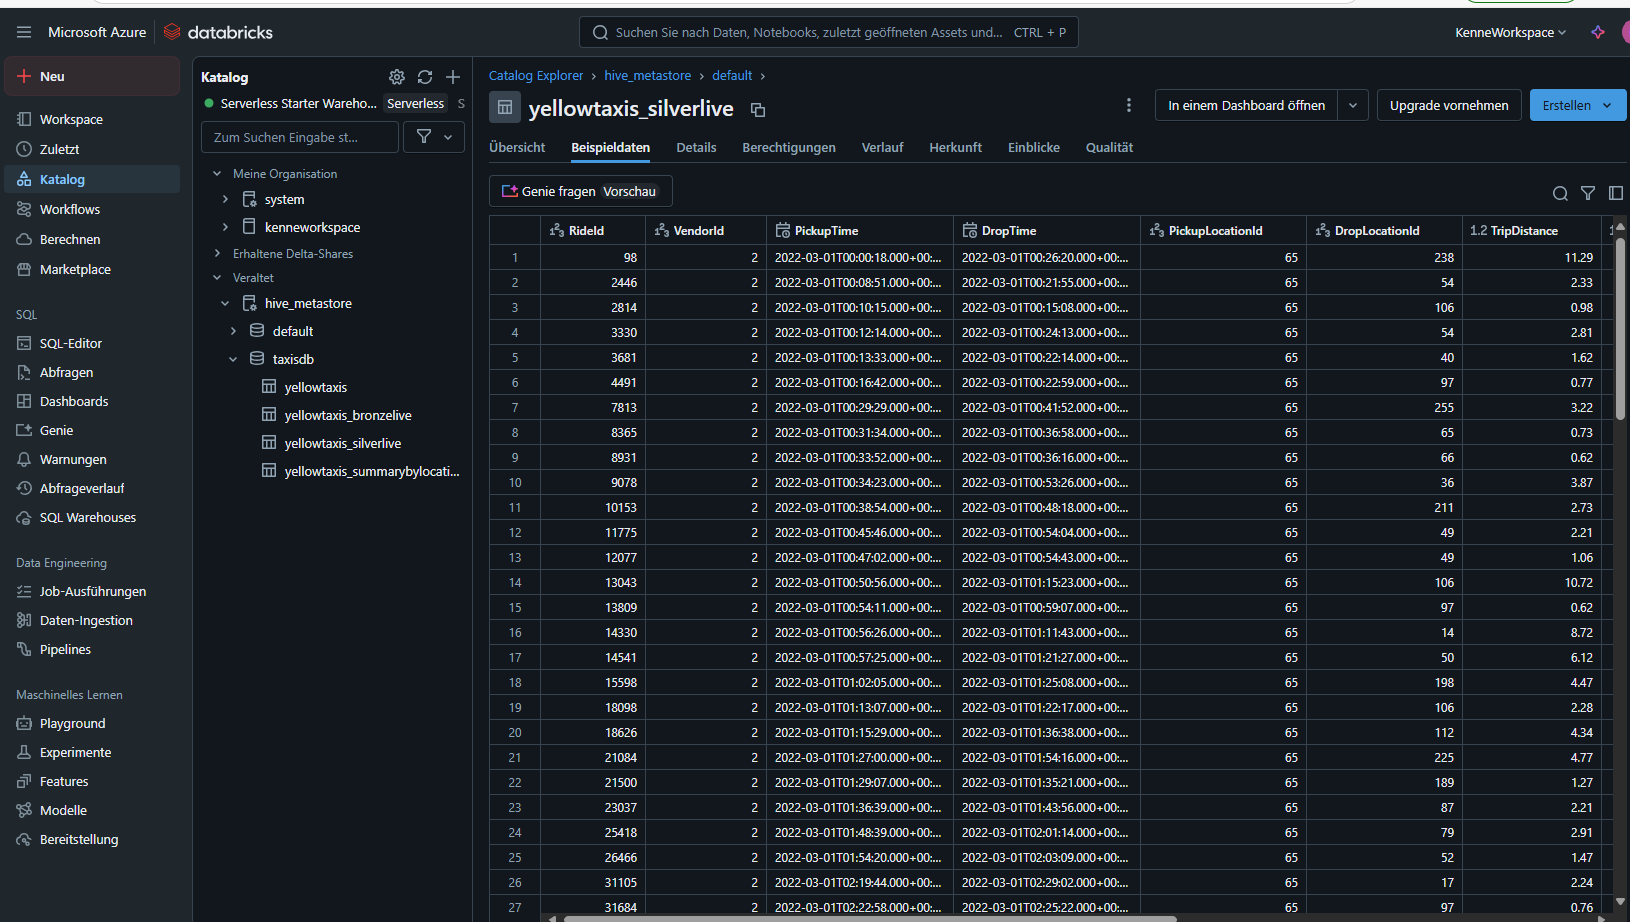 Microsoft Azure databricks
Suchen Sie nach Daten, Notebooks, zuletzt geöffneten Assets und... CTRL + P
KenneWorkspace
Neu
Workspace
Zuletzt
Katalog
Workflows
Berechnen
Marketplace
SQL
SQL-Editor
Abfragen
Dashboards
Genie
Warnungen
Abfrageverlauf
SQL Warehouses
Data Engineering
Job-Ausführungen
Daten-Ingestion
Pipelines
Maschinelles Lernen
Playground
Experimente
Features
Modelle
Bereitstellung
Katalog
Serverless Starter Wareho... Serverless S
Zum Suchen Eingabe st...
Meine Organisation
system
kenneworkspace
Erhaltene Delta-Shares
Veraltet
hive_metastore
default
taxisdb
yellowtaxis
yellowtaxis_bronzelive
yellowtaxis_silverlive
yellowtaxis_summarybylocati...
Catalog Explorer > hive_metastore > default >
yellowtaxis_silverlive
In einem Dashboard öffnen
Upgrade vornehmen
Erstellen
Übersicht Beispieldaten Details Berechtigungen Verlauf Herkunft Einblicke Qualität
Genie fragen Vorschau
RideId VendorId PickupTime DropTime PickupLocationId DropLocationId 1.2 TripDistance
1 98 2 2022-03-01T00:00:18.000+00:... 2022-03-01T00:26:20.000+00:... 65 238 11.29
2 2446 2 2022-03-01T00:08:51.000+00:... 2022-03-01T00:21:55.000+00:... 65 54 2.33
3 2814 2 2022-03-01T00:10:15.000+00:... 2022-03-01T00:15:08.000+00:... 65 106 0.98
4 3330 2 2022-03-01T00:12:14.000+00:... 2022-03-01T00:24:13.000+00:... 65 54 2.81
5 3681 2 2022-03-01T00:13:33.000+00:... 2022-03-01T00:22:14.000+00:... 65 40 1.62
6 4491 2 2022-03-01T00:16:42.000+00:... 2022-03-01T00:22:59.000+00:... 65 97 0.77
7 7813 2 2022-03-01T00:29:29.000+00:... 2022-03-01T00:41:52.000+00:... 65 255 3.22
8 8365 2 2022-03-01T00:31:34.000+00:... 2022-03-01T00:36:58.000+00:... 65 65 0.73
9 8931 2 2022-03-01T00:33:52.000+00:... 2022-03-01T00:36:16.000+00:... 65 66 0.62
10 9078 2 2022-03-01T00:34:23.000+00:... 2022-03-01T00:53:26.000+00:... 65 36 3.87
11 10153 2 2022-03-01T00:38:54.000+00:... 2022-03-01T00:48:18.000+00:... 65 211 2.73
12 11775 2 2022-03-01T00:45:46.000+00:... 2022-03-01T00:54:04.000+00:... 65 49 2.21
13 12077 2 2022-03-01T00:47:02.000+00:... 2022-03-01T00:54:43.000+00:... 65 49 1.06
14 13043 2 2022-03-01T00:50:56.000+00:... 2022-03-01T01:15:23.000+00:... 65 106 10.72
15 13809 2 2022-03-01T00:54:11.000+00:... 2022-03-01T00:59:07.000+00:... 65 97 0.62
16 14330 2 2022-03-01T00:56:26.000+00:... 2022-03-01T01:11:43.000+00:... 65 14 8.72
17 14541 2 2022-03-01T00:57:25.000+00:... 2022-03-01T01:21:27.000+00:... 65 50 6.12
18 15598 2 2022-03-01T01:02:05.000+00:... 2022-03-01T01:25:08.000+00:... 65 198 4.47
19 18098 2 2022-03-01T01:13:07.000+00:... 2022-03-01T01:22:17.000+00:... 65 106 2.28
20 18626 2 2022-03-01T01:15:29.000+00:... 2022-03-01T01:36:38.000+00:... 65 112 4.34
21 21084 2 2022-03-01T01:27:00.000+00:... 2022-03-01T01:54:16.000+00:... 65 225 4.77
22 21500 2 2022-03-01T01:29:07.000+00:... 2022-03-01T01:35:21.000+00:... 65 189 1.27
23 23037 2 2022-03-01T01:36:39.000+00:... 2022-03-01T01:43:56.000+00:... 65 87 2.21
24 25418 2 2022-03-01T01:48:39.000+00:... 2022-03-01T02:01:14.000+00:... 65 79 2.91
25 26466 2 2022-03-01T01:54:20.000+00:... 2022-03-01T02:03:09.000+00:... 65 52 1.47
26 31105 2 2022-03-01T02:19:44.000+00:... 2022-03-01T02:29:02.000+00:... 65 17 2.24
27 31684 2 2022-03-01T02:22:58.000+00:... 2022-03-01T02:25:22.000+00:... 65 97 0.76